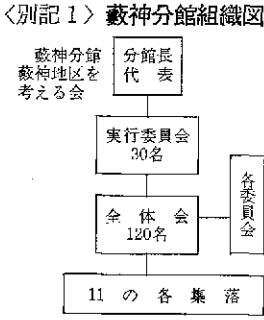 〈別記1〉藪神分館組織図
藪神分館
藪神地区を
考える会
分館長
代表
実行委員会
30名
全体会
120名
各委員会
11の各集落